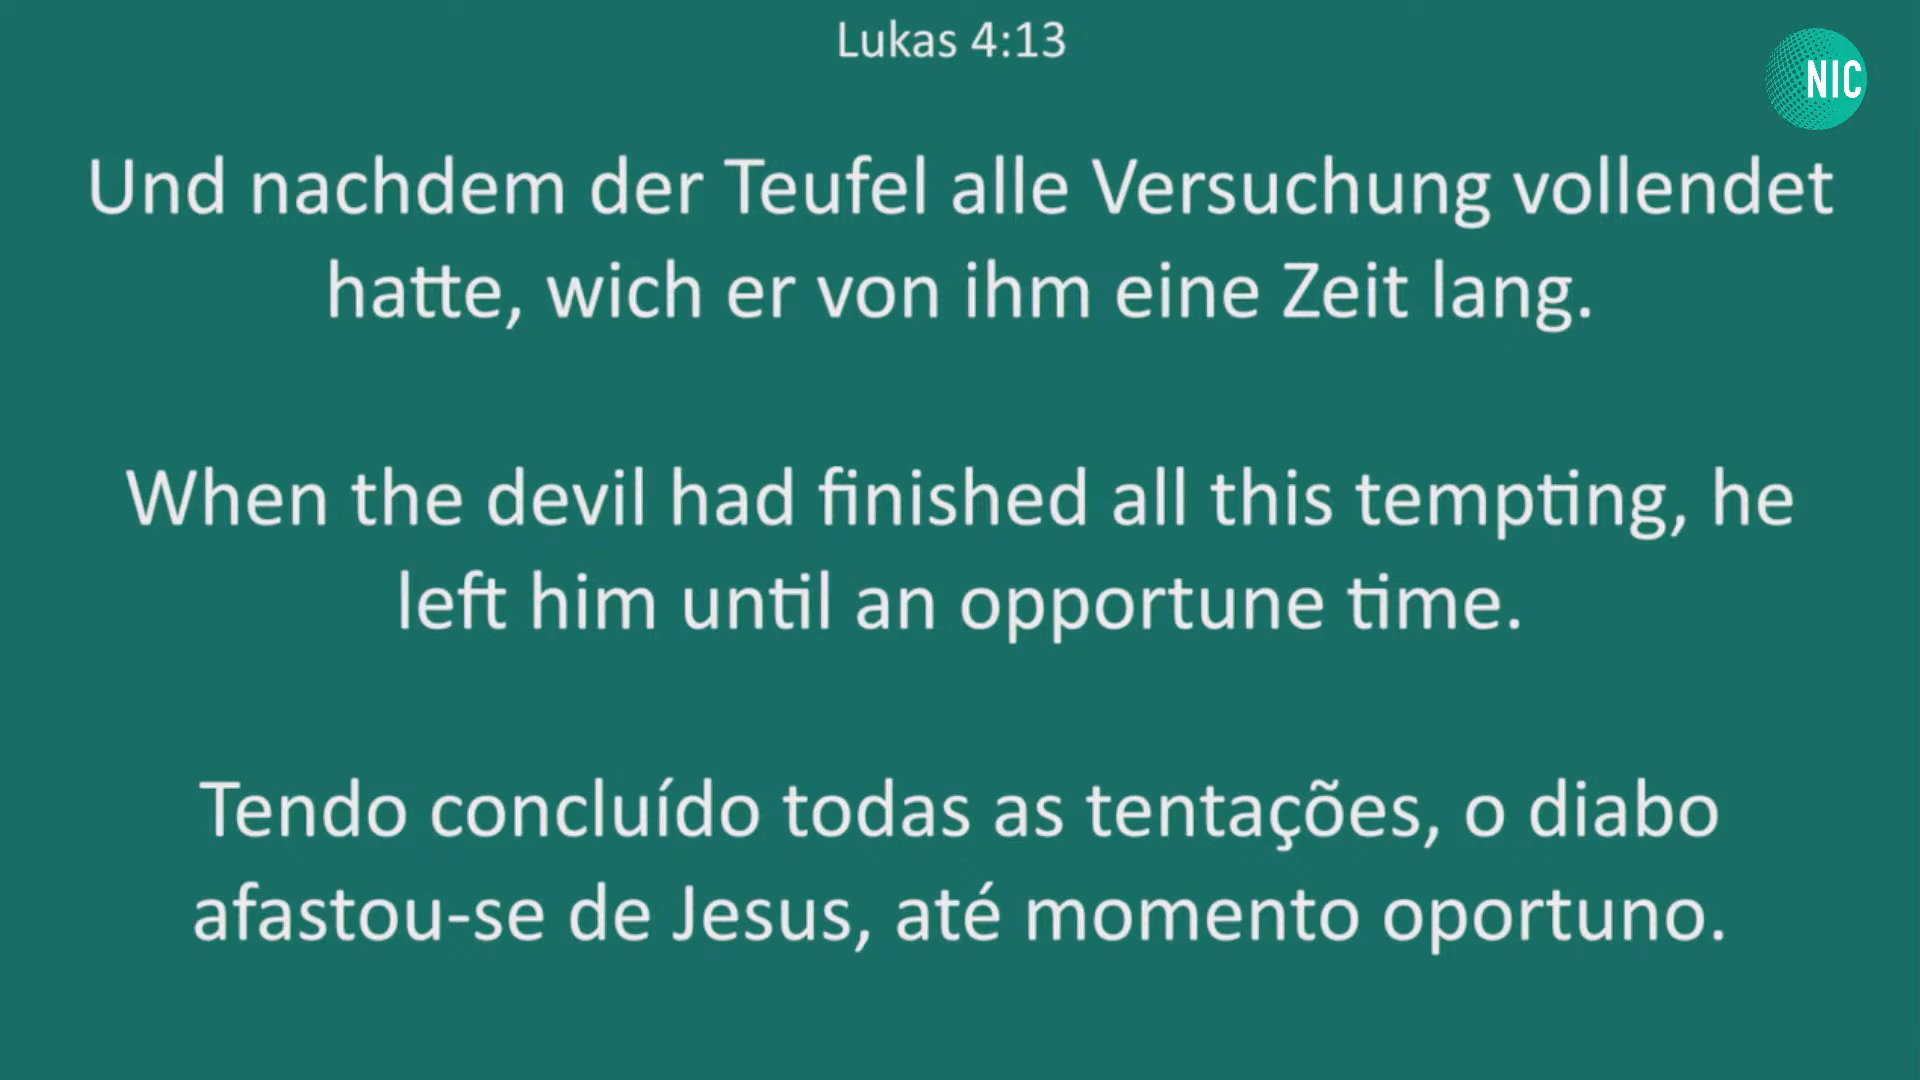 Lukas 4:13
NIC
Und nachdem der Teufel alle Versuchung vollendet
hatte, wich er von ihm eine Zeit lang.
When the devil had finished all this tempting, he
left him until an opportune time.
Tendo concluído todas as tentações, o diabo
afastou-se de Jesus, até momento oportuno.